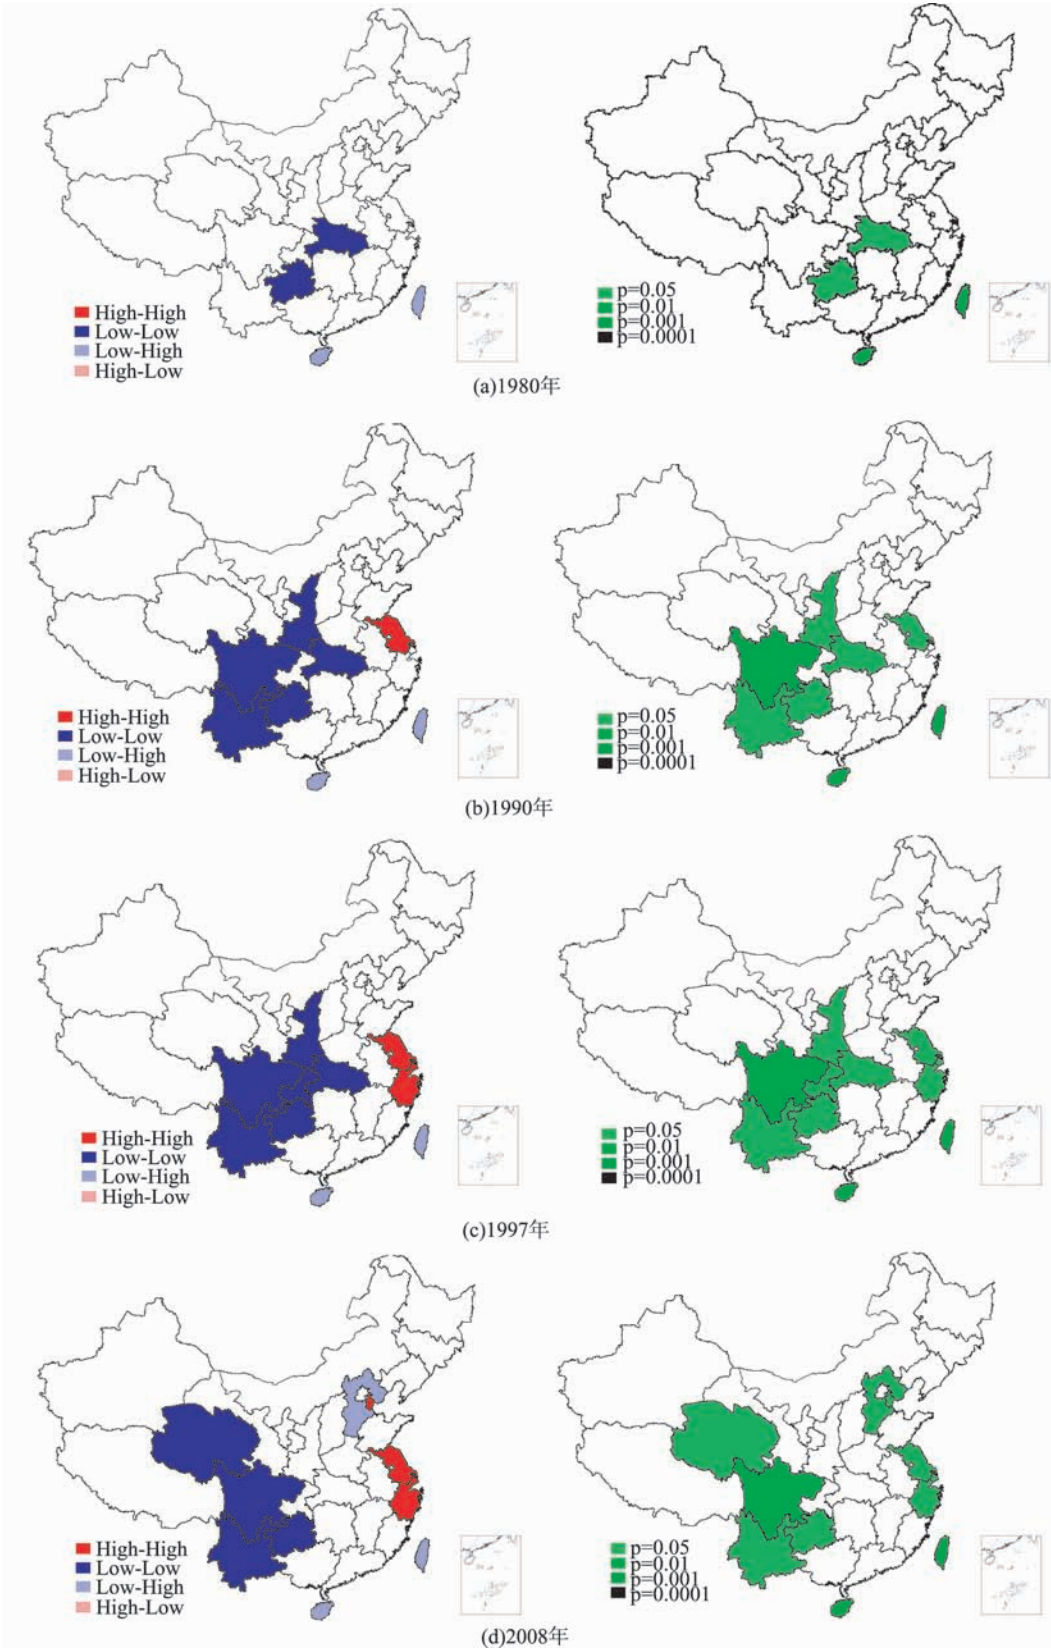 High-High
Low-Low
Low-High
High-Low
p=0.05
p=0.01
p=0.001
p=0.0001
(a)1980年
High-High
Low-Low
Low-High
High-Low
p=0.05
p=0.01
p=0.001
p=0.0001
(b)1990年
High-High
Low-Low
Low-High
High-Low
p=0.05
p=0.01
p=0.001
p=0.0001
(c)1997年
High-High
Low-Low
Low-High
High-Low
p=0.05
p=0.01
p=0.001
p=0.0001
(d)2008年